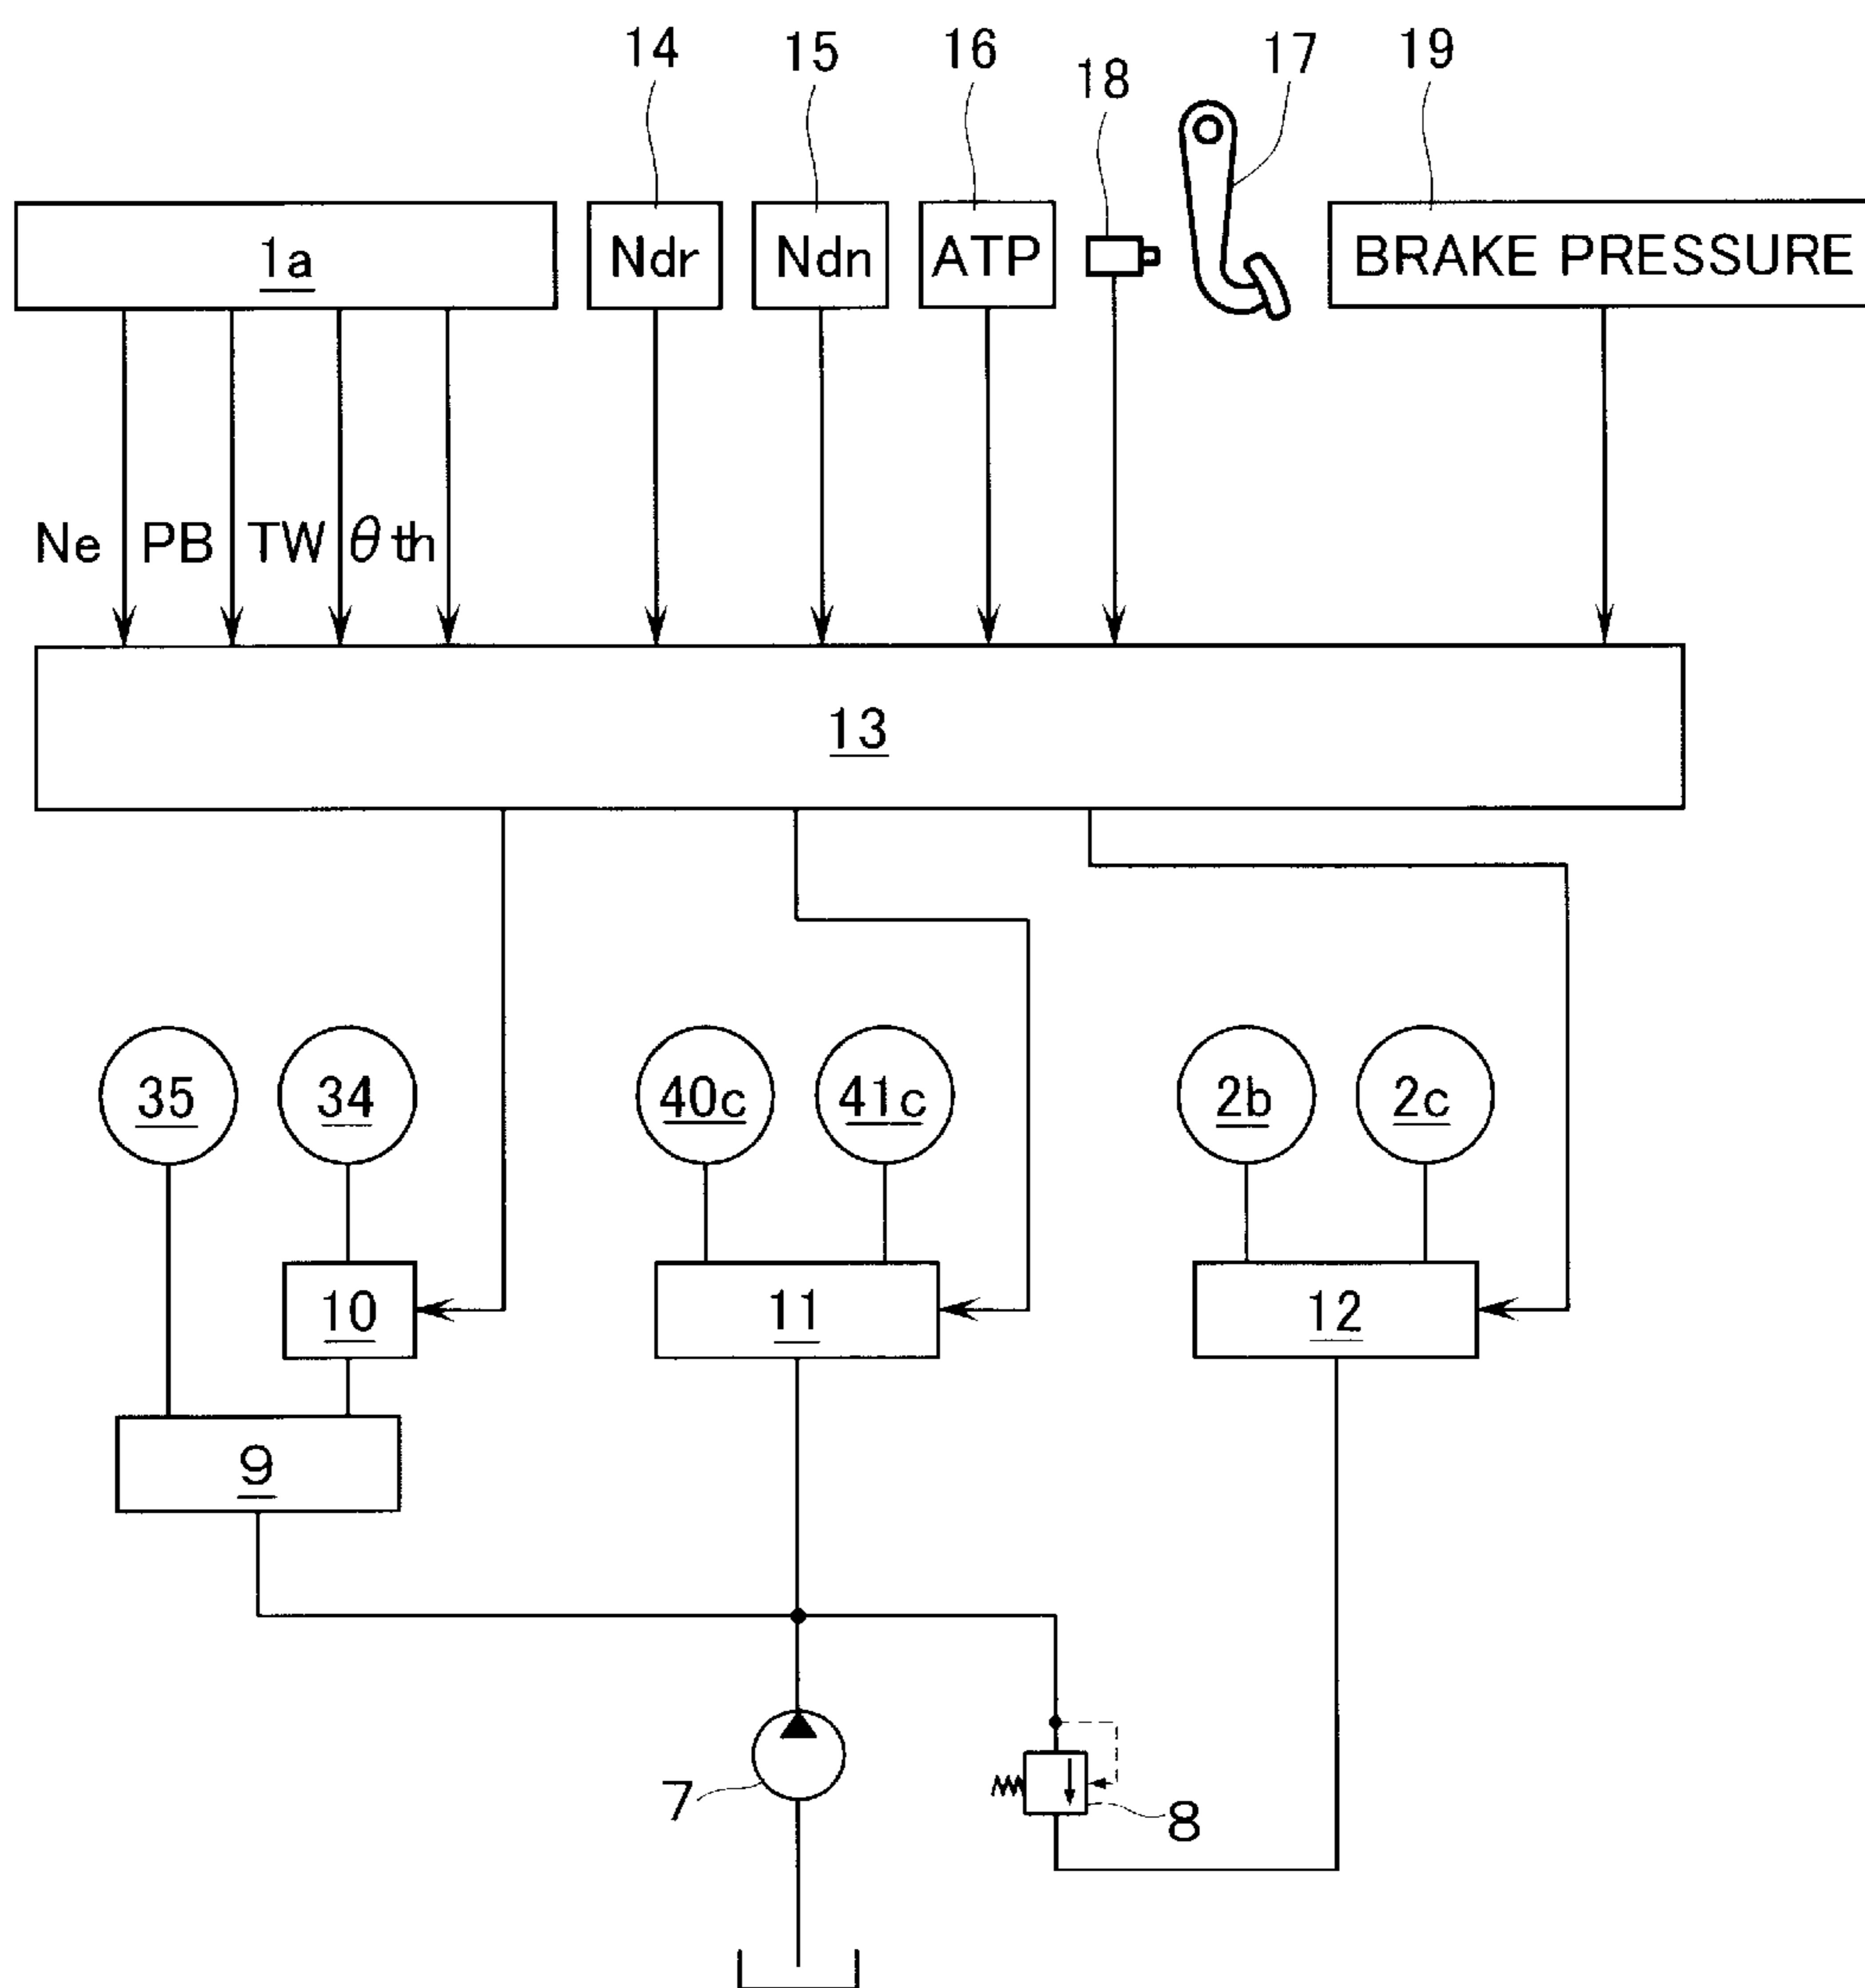 14 15 16 18 17 19
1a Ndr Ndn ATP BRAKE PRESSURE
Ne PB TW θth
13
35 34 40c 41c 2b 2c
10 11 12
9
7 8